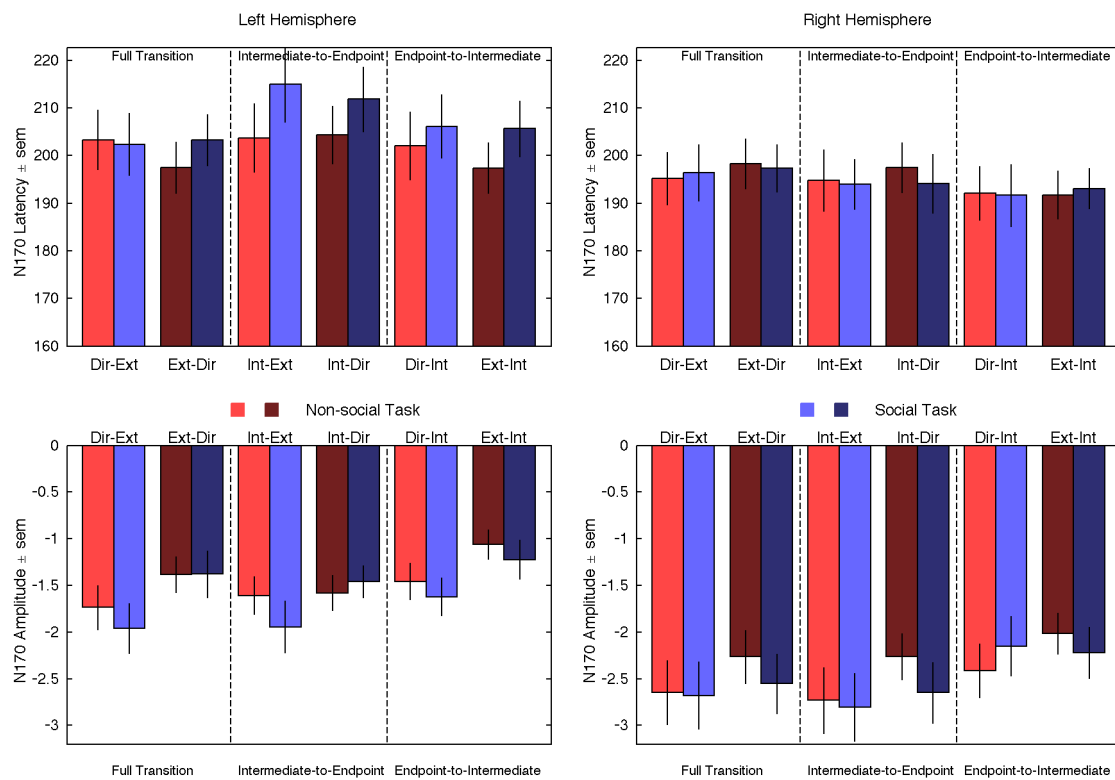 Left Hemisphere
Right Hemisphere
Full Transition Intermediate-to-Endpoint Endpoint-to-Intermediate
220
210
200
190
180
170
160
N170 Latency ± sem
Dir-Ext Ext-Dir Int-Ext Int-Dir Dir-Int Ext-Int
Full Transition Intermediate-to-Endpoint Endpoint-to-Intermediate
220
210
200
190
180
170
160
N170 Latency ± sem
Dir-Ext Ext-Dir Int-Ext Int-Dir Dir-Int Ext-Int
Non-social Task
Social Task
Dir-Ext Ext-Dir Int-Ext Int-Dir Dir-Int Ext-Int
0
-0.5
-1
-1.5
-2
-2.5
-3
N170 Amplitude ± sem
Full Transition Intermediate-to-Endpoint Endpoint-to-Intermediate
Dir-Ext Ext-Dir Int-Ext Int-Dir Dir-Int Ext-Int
0
-0.5
-1
-1.5
-2
-2.5
-3
N170 Amplitude ± sem
Full Transition Intermediate-to-Endpoint Endpoint-to-Intermediate